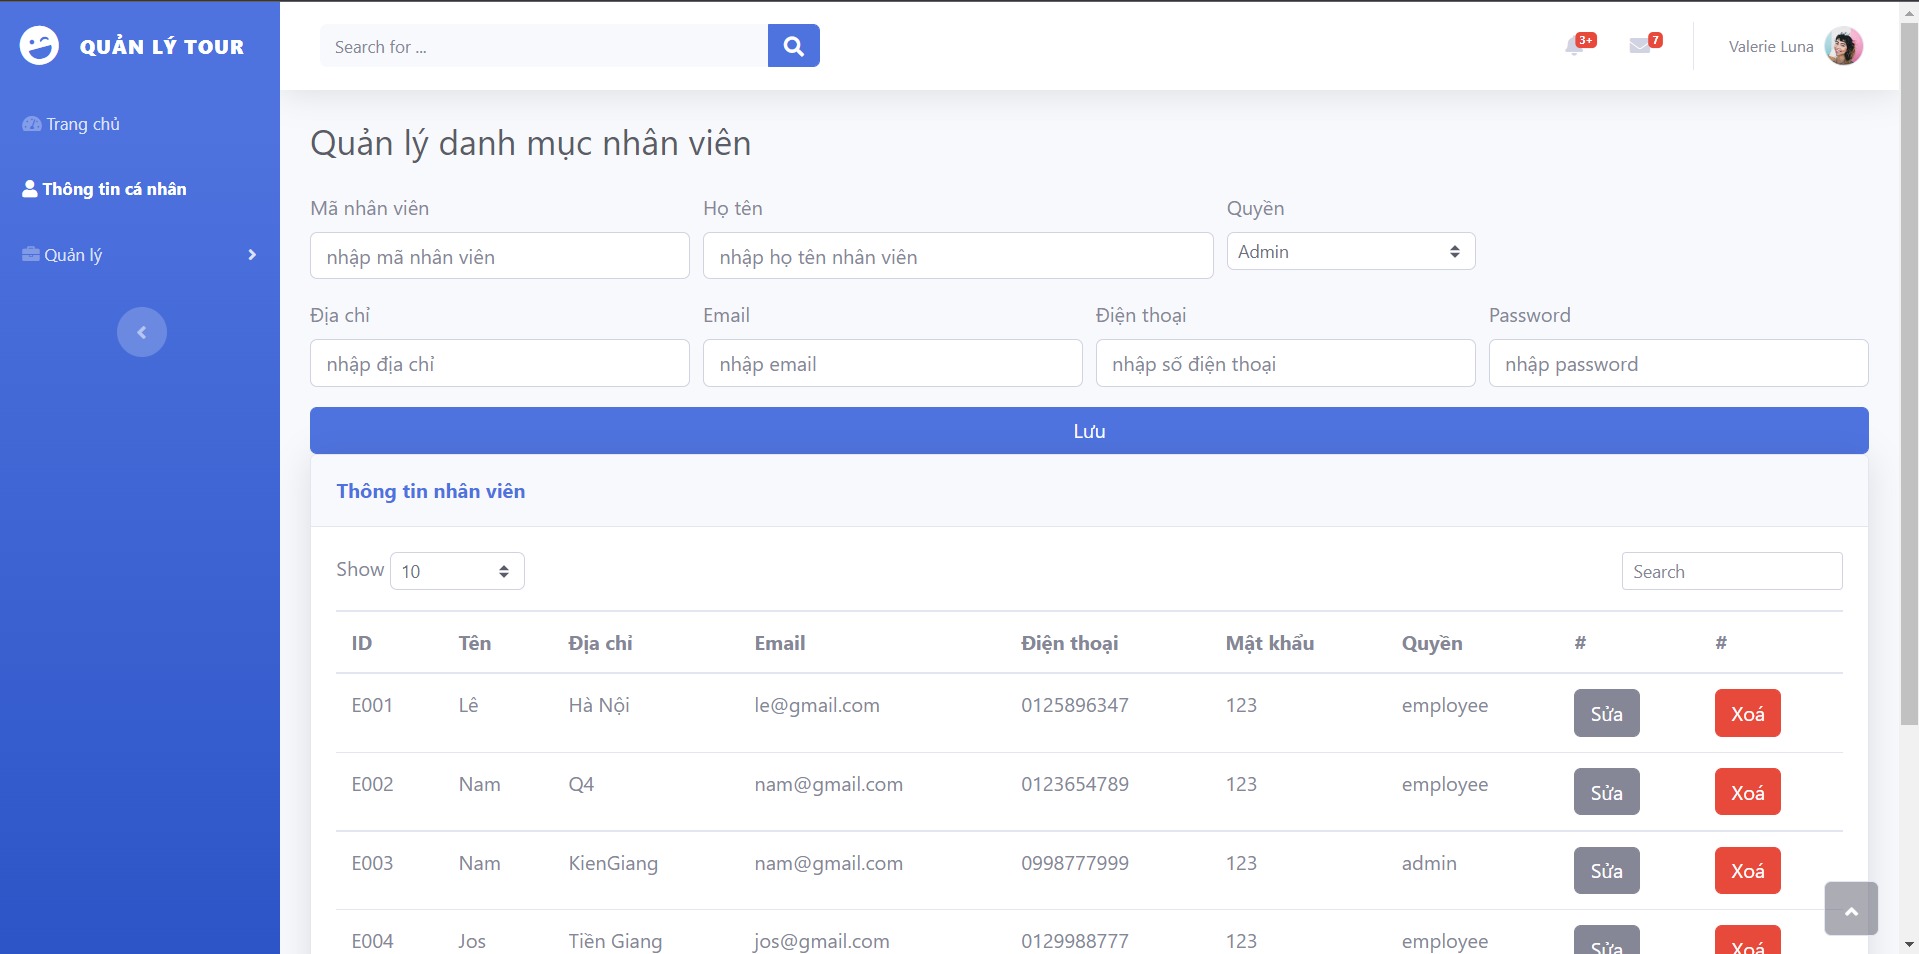 QUẢN LÝ TOUR
Search for ...
3+
7
Valerie Luna
Trang chủ
Thông tin cá nhân
Quản lý
Quản lý danh mục nhân viên
Mã nhân viên
Họ tên
Quyền
nhập mã nhân viên
nhập họ tên nhân viên
Admin
Địa chỉ
Email
Điện thoại
Password
nhập địa chỉ
nhập email
nhập số điện thoại
nhập password
Lưu
Thông tin nhân viên
Show 10
Search
ID Tên Địa chỉ Email Điện thoại Mật khẩu Quyền # #
E001 Lê Hà Nội le@gmail.com 0125896347 123 employee Sửa Xoá
E002 Nam Q4 nam@gmail.com 0123654789 123 employee Sửa Xoá
E003 Nam KienGiang nam@gmail.com 0998777999 123 admin Sửa Xoá
E004 Jos Tiền Giang jos@gmail.com 0129988777 123 employee Sửa Xoá